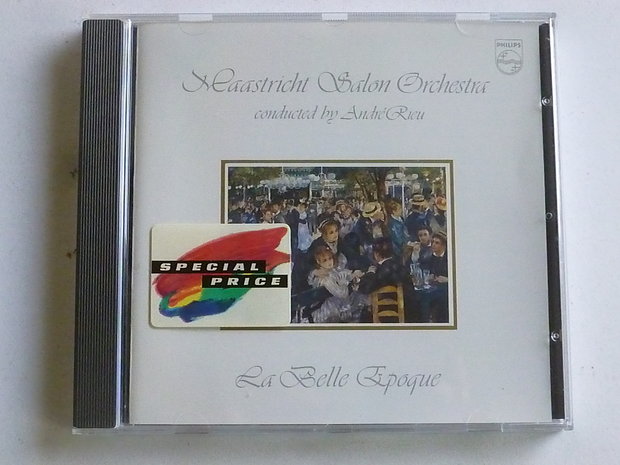 PHILIPS
Maastricht Salon Orchestra
conducted by André Rieu
SPECIAL
PRICE
La Belle Epoque